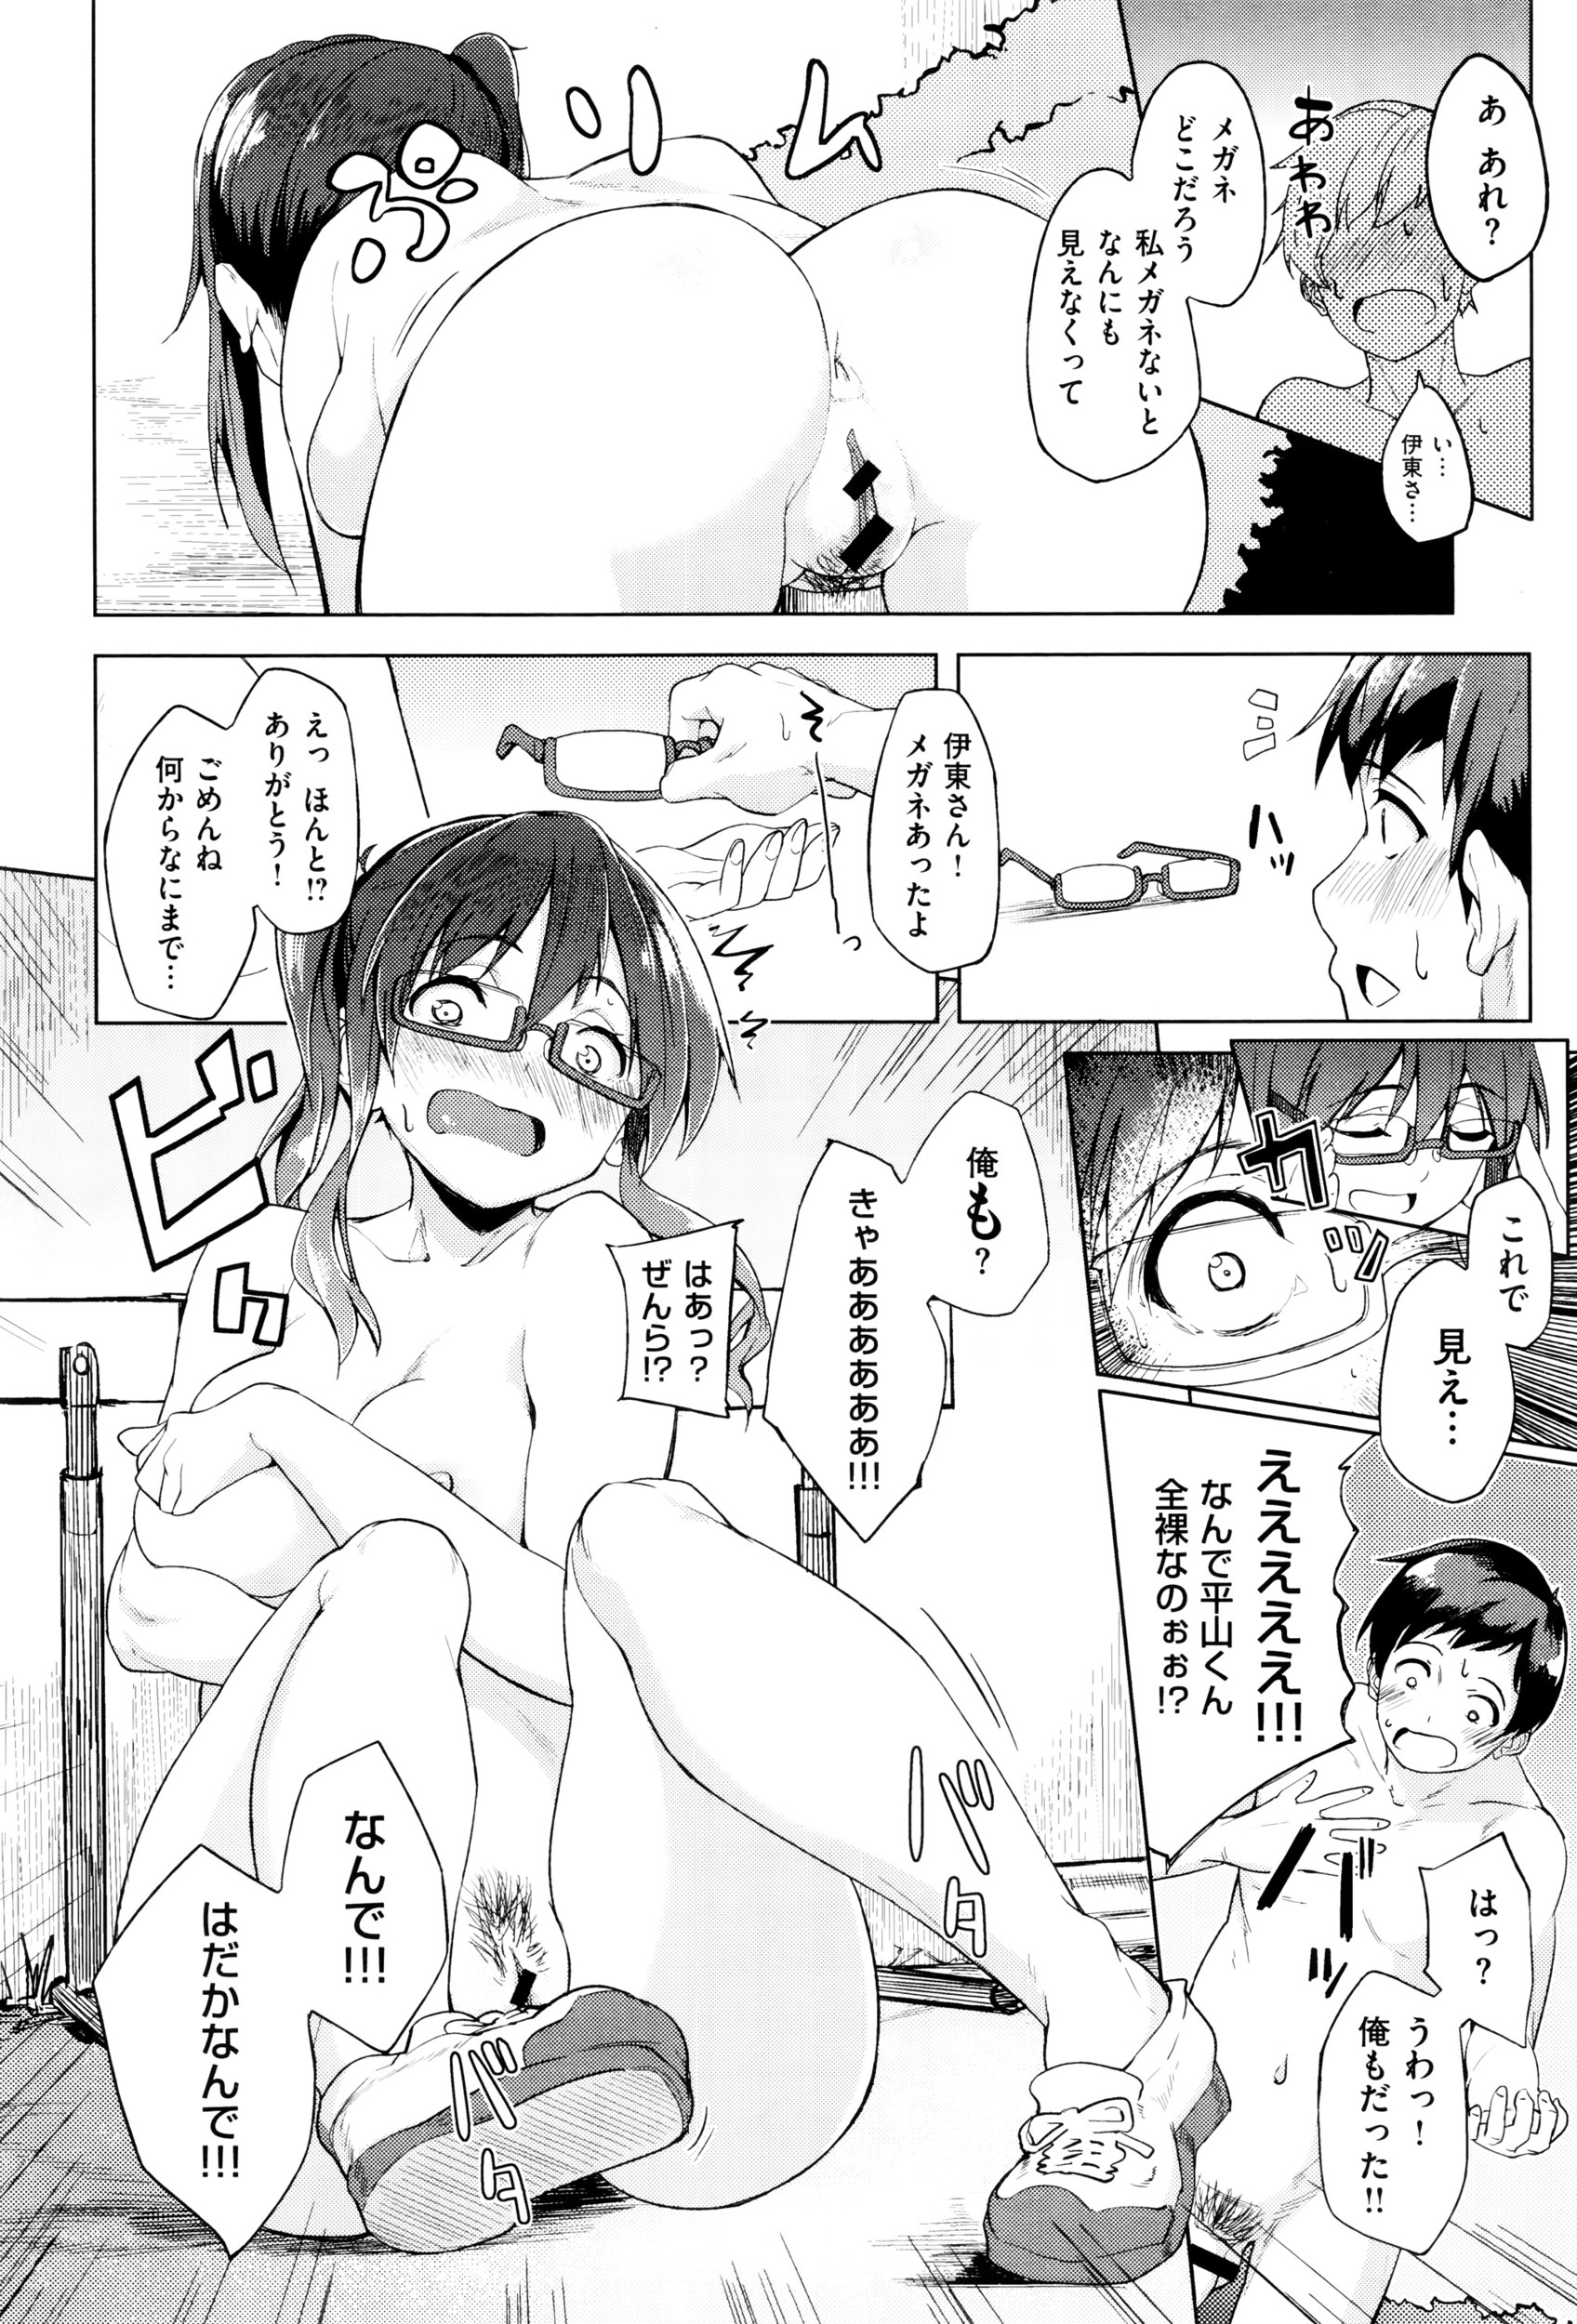 あ あれ?
あわわ
い…
伊東さ…
メガネ
どこだろう
私メガネないと
なんにも
見えなくって
ムリ
ぷ
ハッ
伊東さん!
メガネあったよ
っ
えっ ほんと!?
ありがとう!
ごめんね
何からなにまで…
これで
見え…
カッ
ええええええ!!!
なんで平山くん
全裸なのぉぉ!?
はっ?
うわっ!
俺もだった!!
俺も?
きゃあああああああ!!!
はあっ?
ぜんら!?
ビ
ク
なんで!!!
はだかなんで!!!
ドタ
バタ